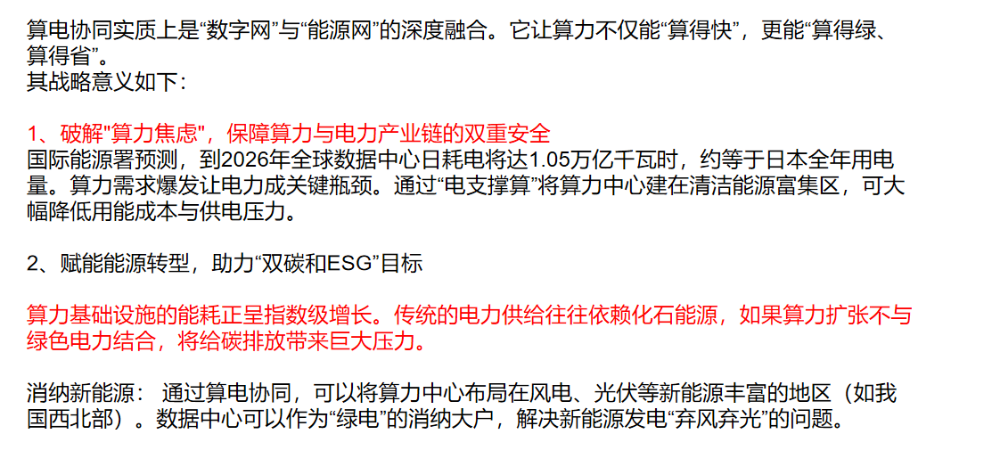 算电协同实质上是“数字网”与“能源网”的深度融合。它让算力不仅能“算得快”，更能“算得绿、
算得省”。
其战略意义如下：
1、破解"算力焦虑"，保障算力与电力产业链的双重安全
国际能源署预测，到2026年全球数据中心日耗电将达1.05万亿千瓦时，约等于日本全年用电
量。算力需求爆发让电力成关键瓶颈。通过“电支撑算”将算力中心建在清洁能源富集区，可大
幅降低用能成本与供电压力。
2、赋能能源转型，助力“双碳和ESG”目标
算力基础设施的能耗正呈指数级增长。传统的电力供给往往依赖化石能源，如果算力扩张不与
绿色电力结合，将给碳排放带来巨大压力。
消纳新能源： 通过算电协同，可以将算力中心布局在风电、光伏等新能源丰富的地区（如我
国西北部）。数据中心可以作为“绿电”的消纳大户，解决新能源发电“弃风弃光”的问题。